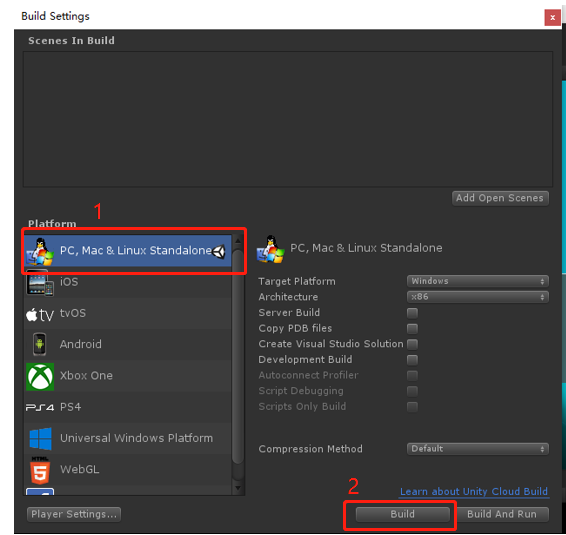 Build Settings
x
Scenes In Build
Add Open Scenes
1
Platform
PC, Mac & Linux Standalone
iOS
tvOS
Android
Xbox One
PS4
Universal Windows Platform
HTML
5
WebGL
PC, Mac & Linux Standalone
Target Platform Windows
Architecture x86
Server Build
Copy PDB files
Create Visual Studio Solution
Development Build
Autoconnect Profiler
Script Debugging
Scripts Only Build
Compression Method Default
2
Learn about Unity Cloud Build
Player Settings...
Build
Build And Run